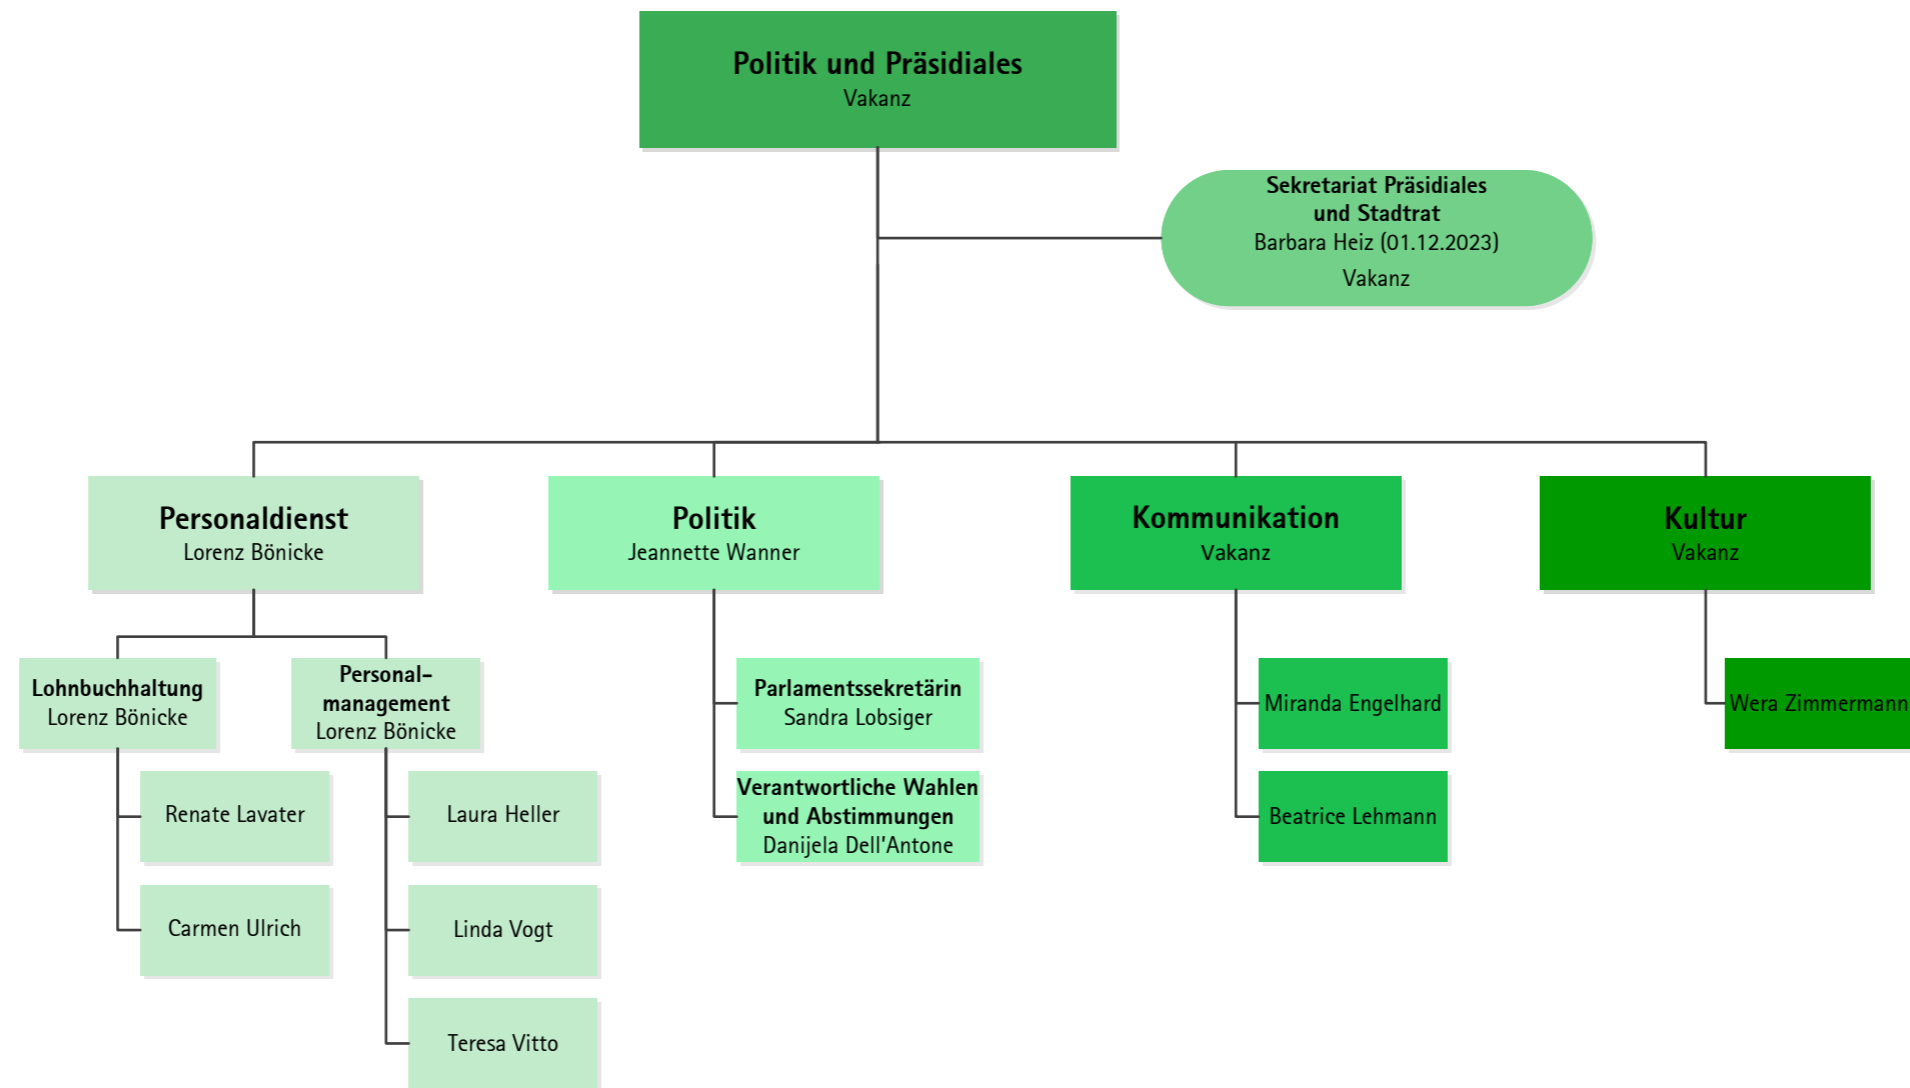 Politik und Präsidiales
Vakanz
Sekretariat Präsidiales
und Stadtrat
Barbara Heiz (01.12.2023)
Vakanz
Personaldienst
Lorenz Bönicke
Politik
Jeannette Wanner
Kommunikation
Vakanz
Kultur
Vakanz
Lohnbuchhaltung
Lorenz Bönicke
Personal-
management
Lorenz Bönicke
Parlamentssekretärin
Sandra Lobsiger
Miranda Engelhard
Wera Zimmermann
Renate Lavater
Laura Heller
Verantwortliche Wahlen
und Abstimmungen
Danijela Dell'Antone
Beatrice Lehmann
Carmen Ulrich
Linda Vogt
Teresa Vitto